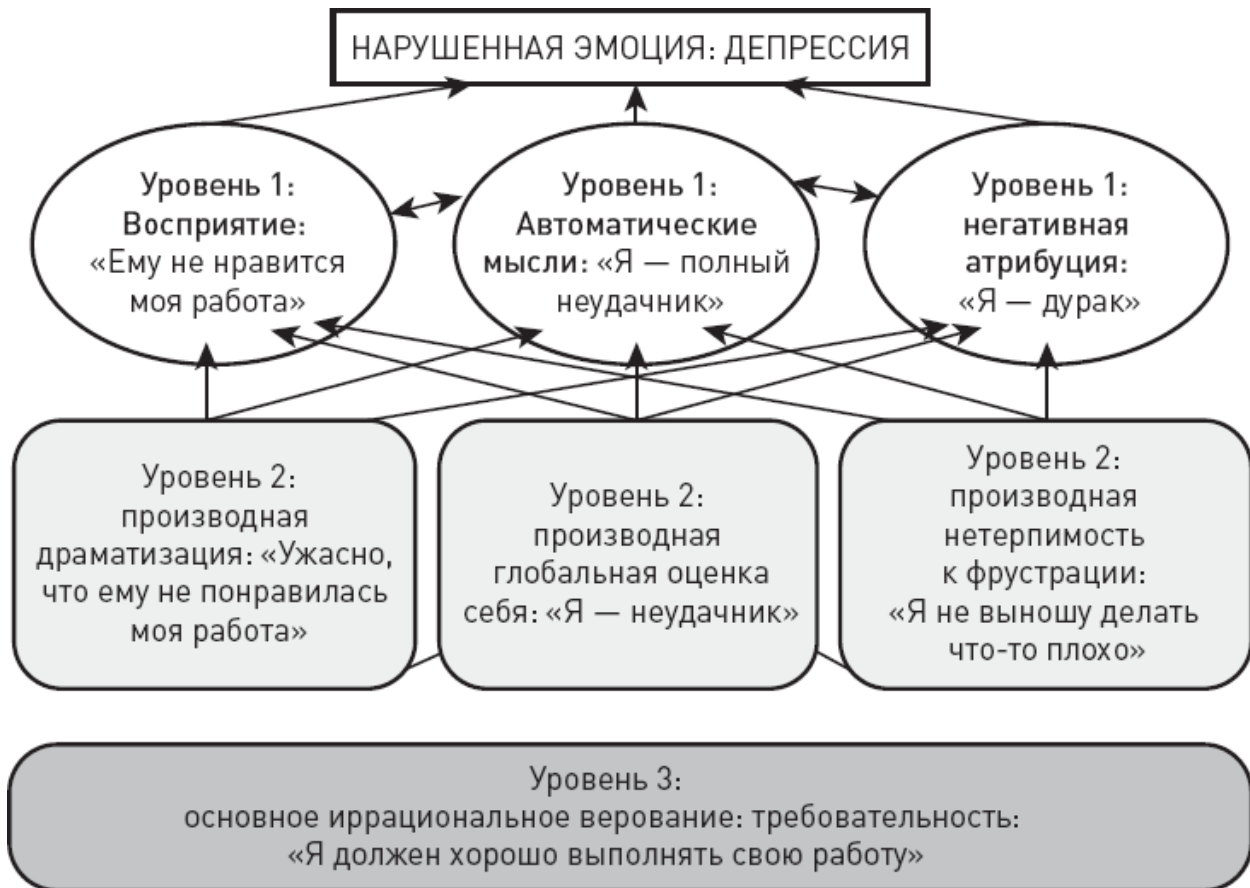 НАРУШЕННАЯ ЭМОЦИЯ: ДЕПРЕССИЯ
Уровень 1:
Восприятие:
«Ему не нравится
моя работа»
Уровень 1:
Автоматические
мысли: «Я — полный
неудачник»
Уровень 1:
негативная
атрибуция:
«Я — дурак»
Уровень 2:
производная
драматизация: «Ужасно,
что ему не понравилась
моя работа»
Уровень 2:
производная
глобальная оценка
себя: «Я — неудачник»
Уровень 2:
производная
нетерпимость
к фрустрации:
«Я не выношу делать
что-то плохо»
Уровень 3:
основное иррациональное верование: требовательность:
«Я должен хорошо выполнять свою работу»